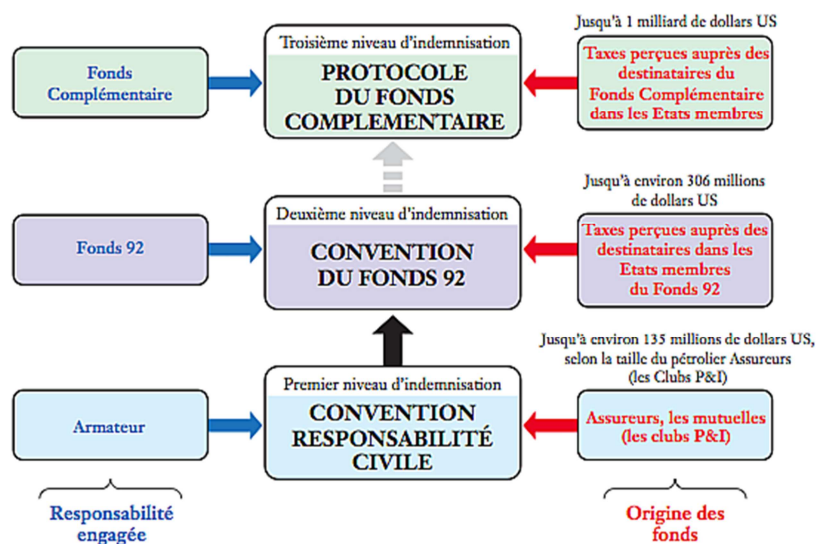 Troisième niveau d'indemnisation
PROTOCOLE
DU FONDS
COMPLEMENTAIRE
Fonds
Complémentaire
Jusqu'à 1 milliard de dollars US
Taxes perçues auprès des
destinataires du
Fonds Complémentaire
dans les Etats membres
Deuxième niveau d'indemnisation
CONVENTION
DU FONDS 92
Fonds 92
Jusqu'à environ 306 millions
de dollars US
Taxes perçues auprès des
destinataires dans les
Etats membres
du Fonds 92
Premier niveau d'indemnisation
CONVENTION
RESPONSABILITÉ
CIVILE
Armateur
Jusqu'à environ 135 millions de dollars US,
selon la taille du pétrolier Assureurs
(les Clubs P&I)
Assureurs, les mutuelles
(les clubs P&I)
Responsabilité
engagée
Origine des
fonds